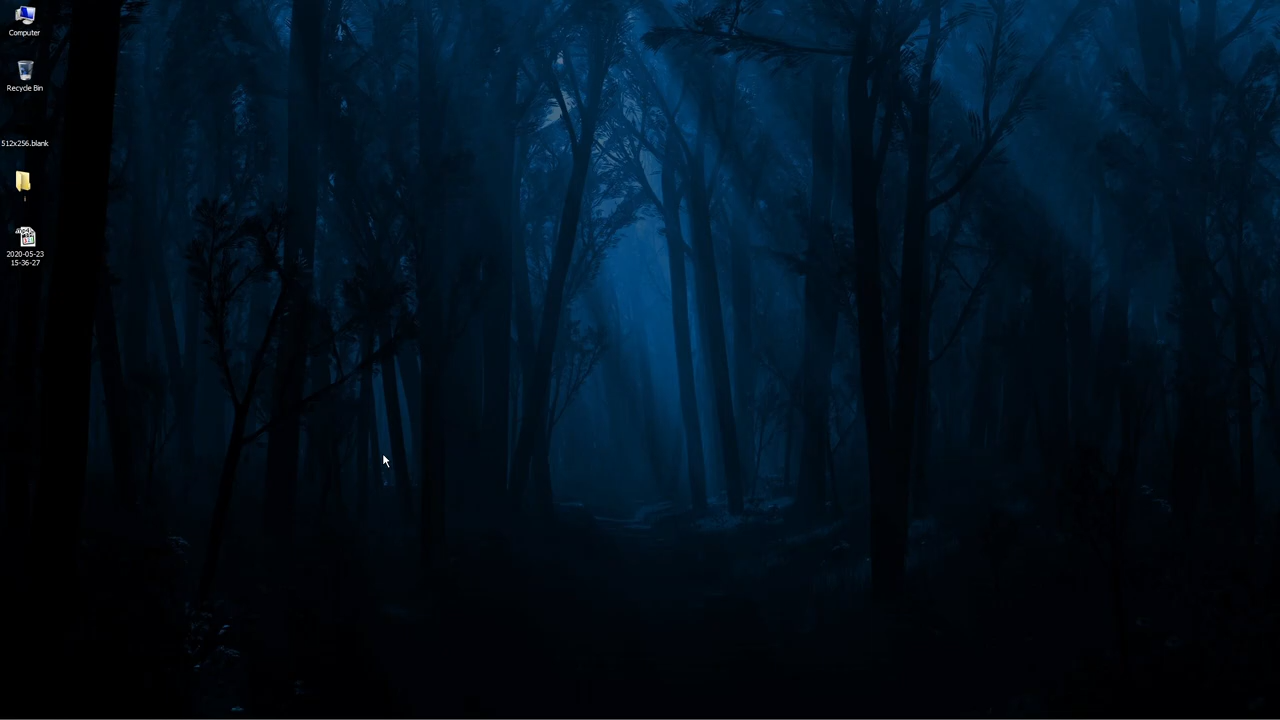 Computer
Recycle Bin
512x256.blank
2020-05-23
15-36-27